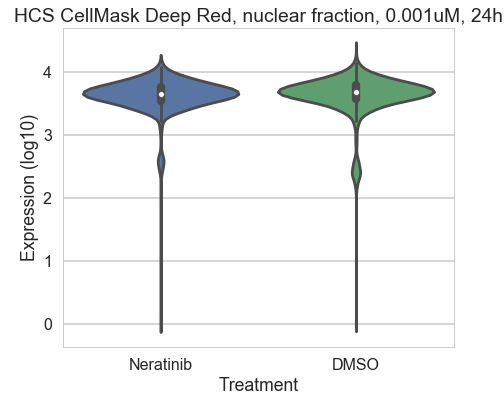 HCS CellMask Deep Red, nuclear fraction, 0.001uM, 24h
4
3
2
1
0
Expression (log10)
Neratinib DMSO
Treatment